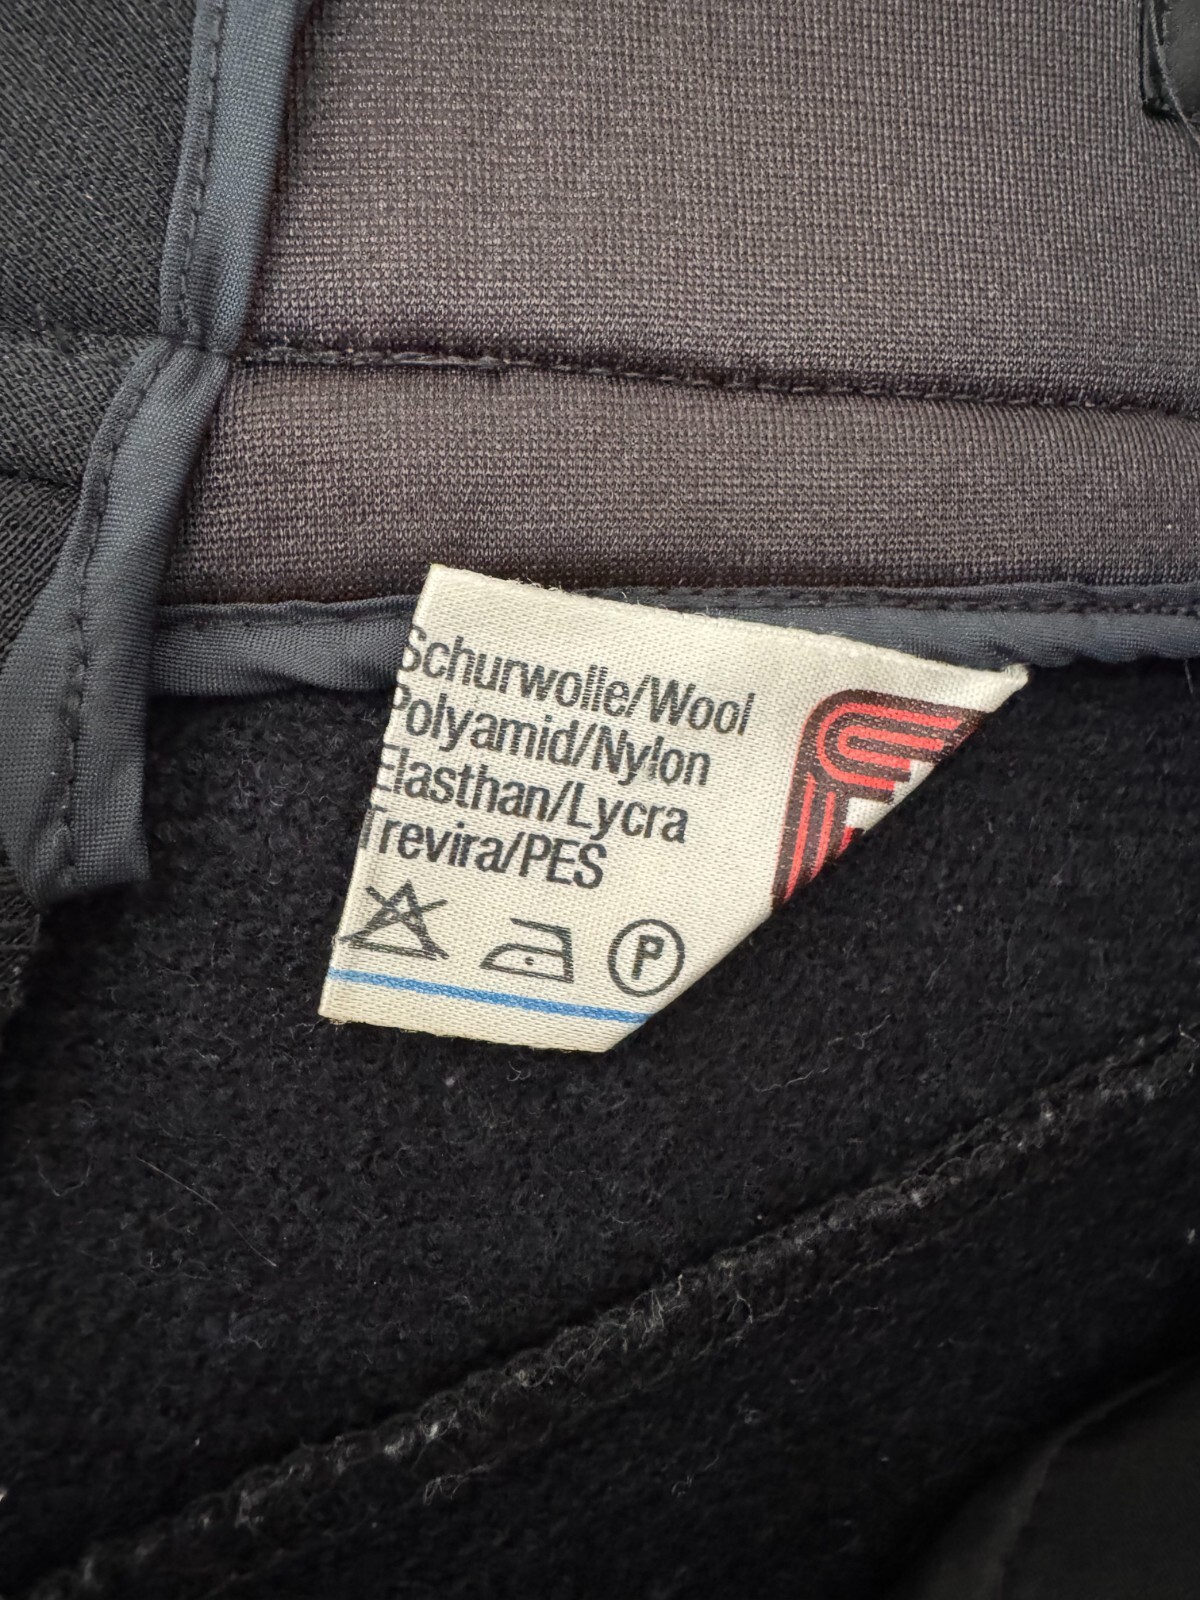 Schurwolle/Wool
Polyamid/Nylon
Elasthan/Lycra
Trevira/PES
P